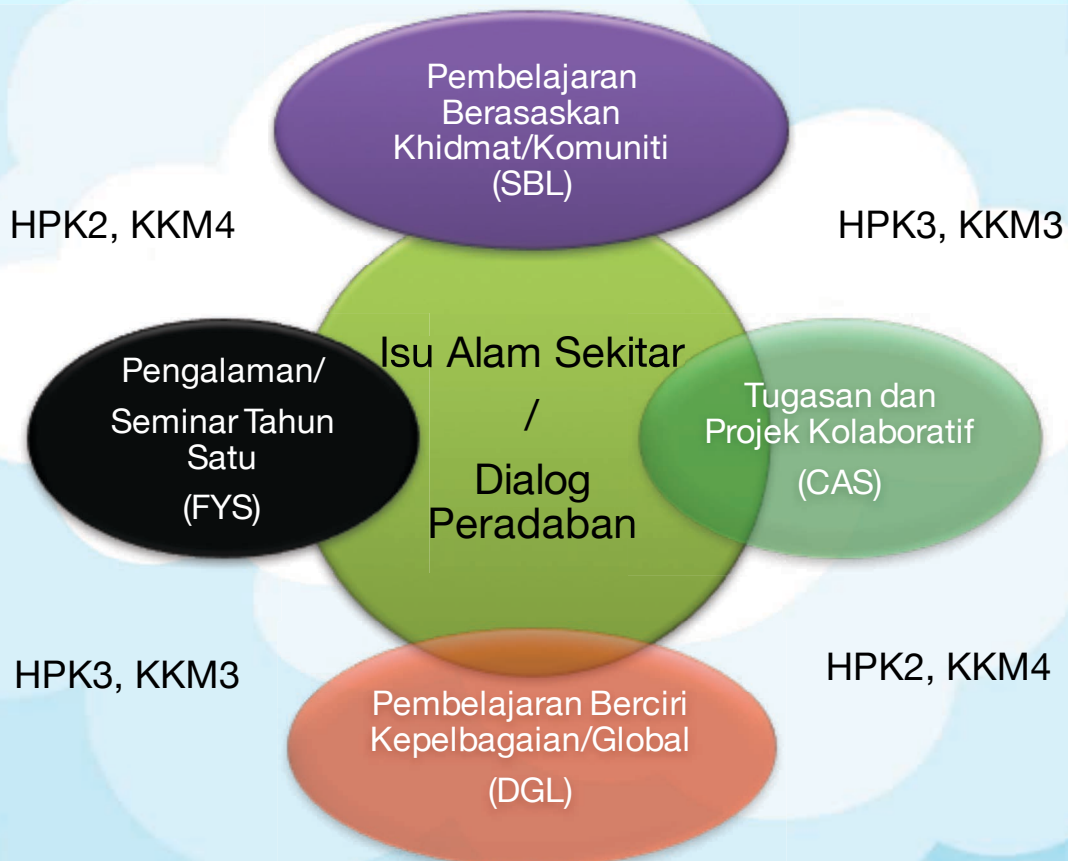 Pembelajaran
Berasaskan
Khidmat/Komuniti
(SBL)
HPK2, KKM4
HPK3, KKM3
Pengalaman/
Seminar Tahun
Satu
(FYS)
Isu Alam Sekitar
/
Dialog
Peradaban
Tugasan dan
Projek Kolaboratif
(CAS)
HPK3, KKM3
HPK2, KKM4
Pembelajaran Berciri
Kepelbagaian/Global
(DGL)